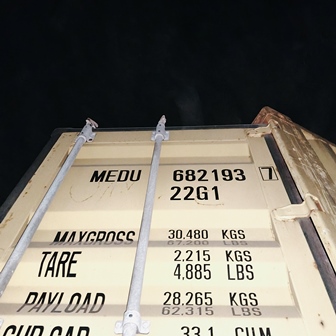 MEDU 682193 7
22G1
MAXGROSS 30.480 KGS
67.200 LBS
TARE 2.215 KGS
4.885 LBS
PAYLOAD 28.265 KGS
62.315 LBS
CUB.CAP. 33.1 CU.M.